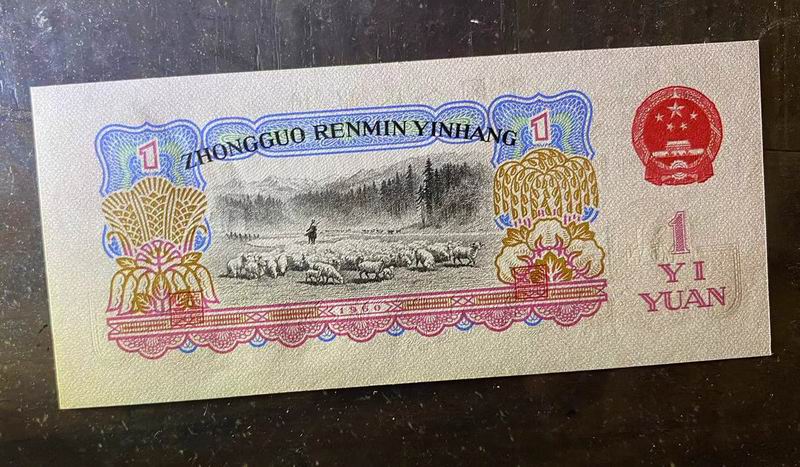 ZHONGGUO RENMIN YINHANG
1
1
1960
1
YI
YUAN